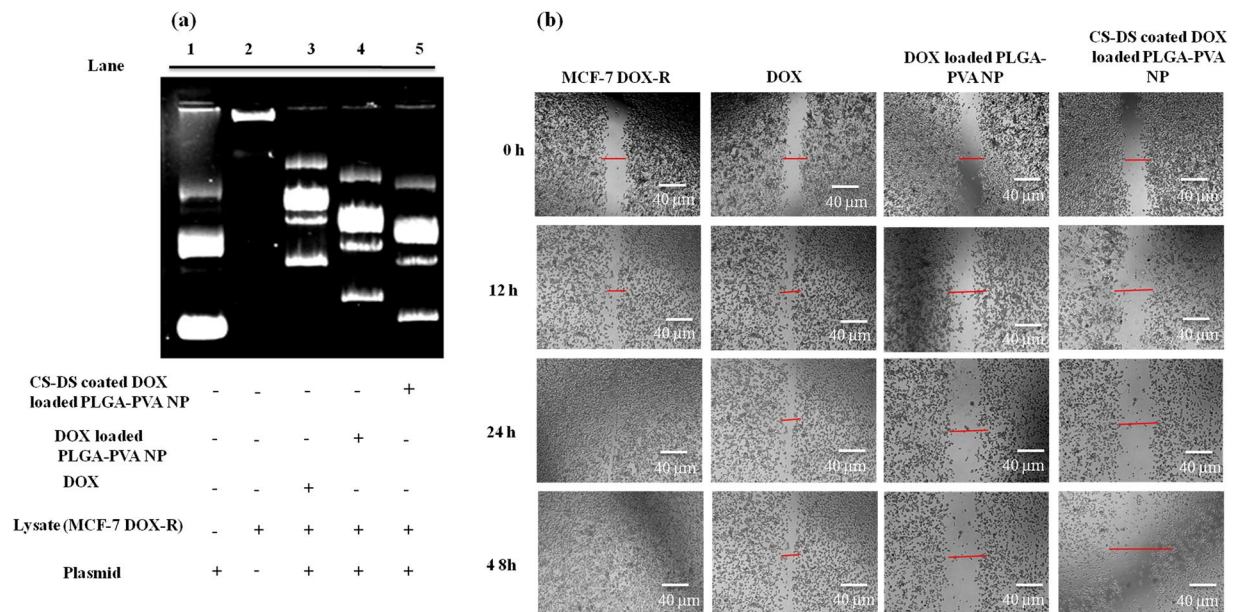 (a)
Lane
1 2 3 4 5
CS-DS coated DOX
loaded PLGA-PVA NP
- - - - +
DOX loaded
PLGA-PVA NP
- - - + -
DOX
- - + - -
Lysate (MCF-7 DOX-R)
- + + + +
Plasmid
+ - + + +
(b)
MCF-7 DOX-R
DOX
DOX loaded PLGA-
PVA NP
CS-DS coated DOX
loaded PLGA-PVA
NP
0 h
40 µm
40 µm
40 µm
40 µm
12 h
40 µm
40 µm
40 µm
40 µm
24 h
40 µm
40 µm
40 µm
40 µm
4 8h
40 µm
40 µm
40 µm
40 µm